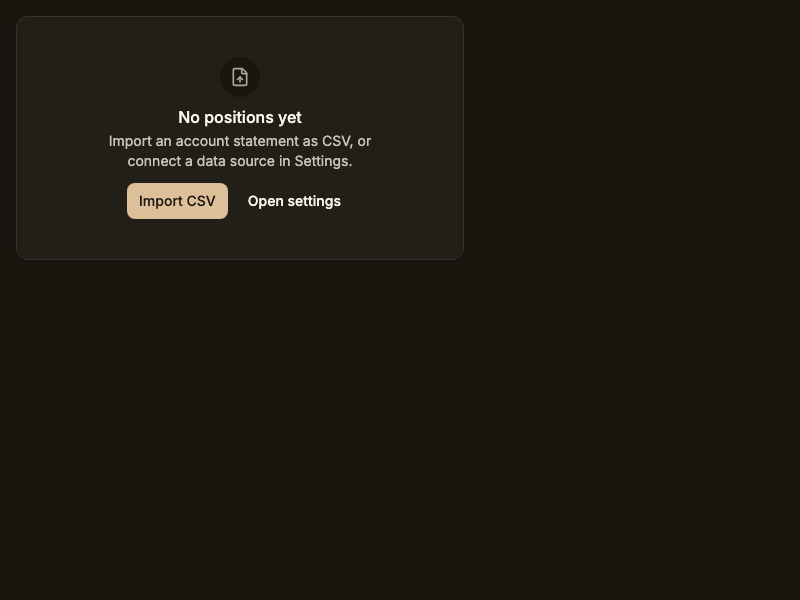 No positions yet
Import an account statement as CSV, or
connect a data source in Settings.
Import CSV
Open settings